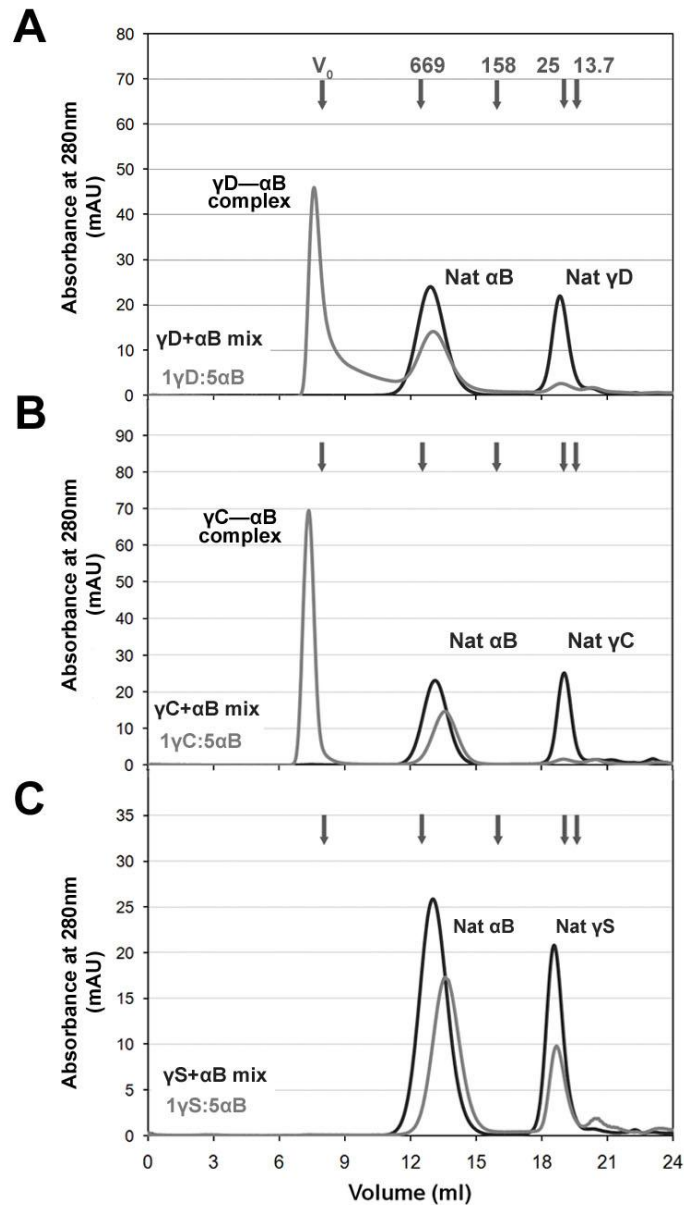 A
Absorbance at 280nm
(mAU)
80
70
60
50
40
30
20
10
0
V0 669 158 25 13.7
γD—αB
complex
Nat αB Nat γD
γD+αB mix
1γD:5αB
B
Absorbance at 280nm
(mAU)
90
80
70
60
50
40
30
20
10
0
γC—αB
complex
Nat αB Nat γC
γC+αB mix
1γC:5αB
C
Absorbance at 280nm
(mAU)
35
30
25
20
15
10
5
0
Nat αB Nat γS
γS+αB mix
1γS:5αB
0 3 6 9 12 15 18 21 24
Volume (ml)